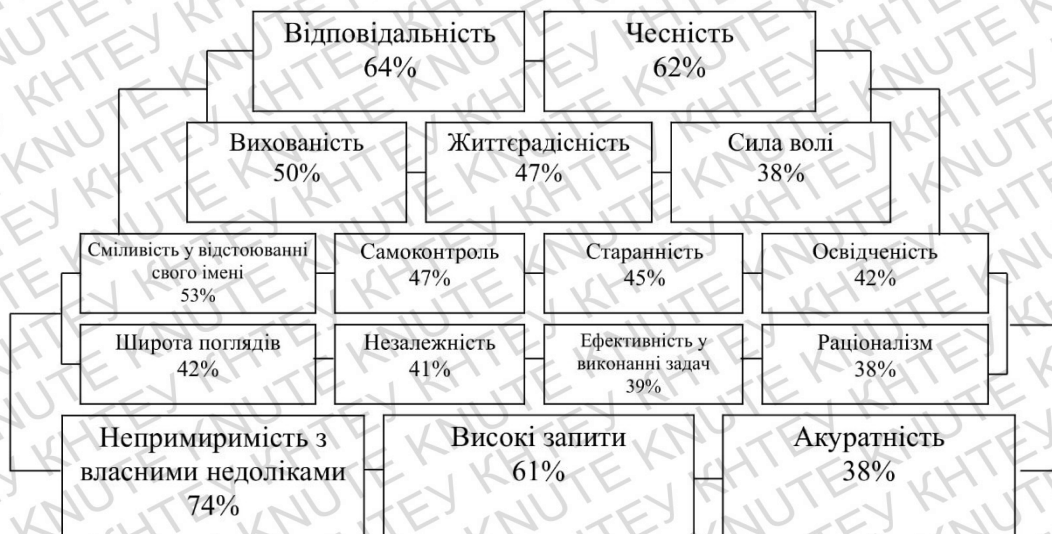 Відповідальність
64%
Чесність
62%
Вихованість
50%
Життєрадісність
47%
Сила волі
38%
Сміливість у відстоюванні
свого імені
53%
Самоконтроль
47%
Старанність
45%
Освідченість
42%
Широта поглядів
42%
Незалежність
41%
Ефективність у
виконанні задач
39%
Раціоналізм
38%
Непримиримість з
власними недоліками
74%
Високі запити
61%
Акуратність
38%